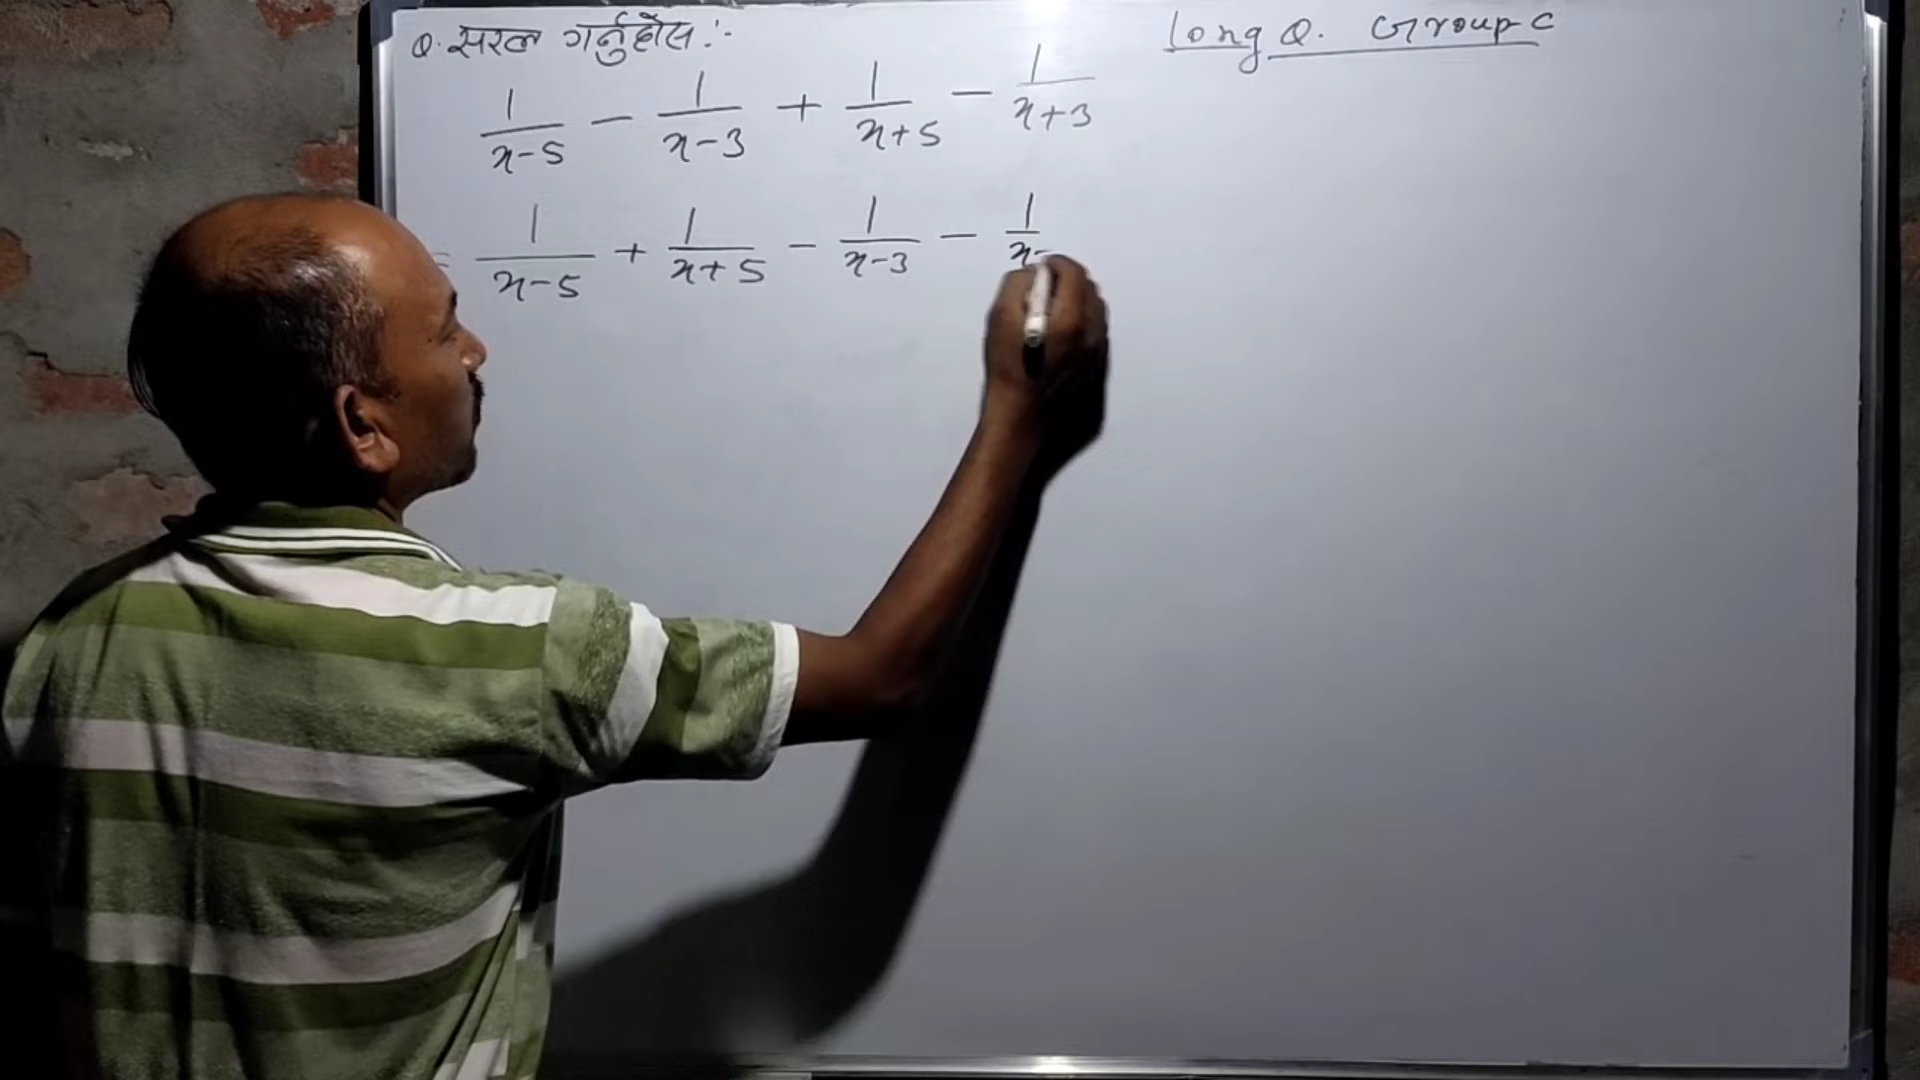 Q. सरल गर्नुहोस :-
long Q. Group C
1/(x-5) - 1/(x-3) + 1/(x+5) - 1/(x+3)
= 1/(x-5) + 1/(x+5) - 1/(x-3) - 1/x